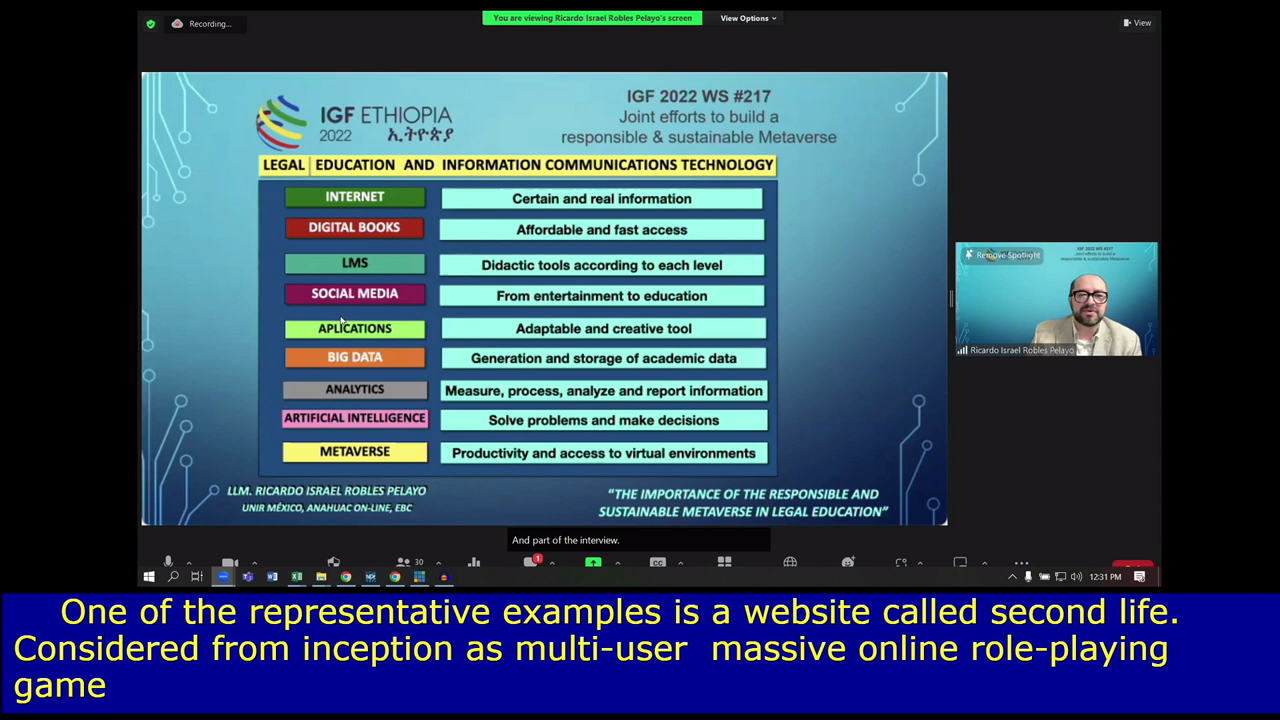 Recording...
You are viewing Ricardo Israel Robles Pelayo's screen
View Options
View
IGF ETHIOPIA
2022 ኢትዮጵያ
IGF 2022 WS #217
Joint efforts to build a
responsible & sustainable Metaverse
LEGAL EDUCATION AND INFORMATION COMMUNICATIONS TECHNOLOGY
INTERNET Certain and real information
DIGITAL BOOKS Affordable and fast access
LMS Didactic tools according to each level
SOCIAL MEDIA From entertainment to education
APLICATIONS Adaptable and creative tool
BIG DATA Generation and storage of academic data
ANALYTICS Measure, process, analyze and report information
ARTIFICIAL INTELLIGENCE Solve problems and make decisions
METAVERSE Productivity and access to virtual environments
LLM. RICARDO ISRAEL ROBLES PELAYO
UNIR MÉXICO, ANAHUAC ON-LINE, EBC
“THE IMPORTANCE OF THE RESPONSIBLE AND
SUSTAINABLE METAVERSE IN LEGAL EDUCATION”
Remove Spotlight
Ricardo Israel Robles Pelayo
And part of the interview.
30
1
CC
12:31 PM
One of the representative examples is a website called second life.
Considered from inception as multi-user massive online role-playing
game